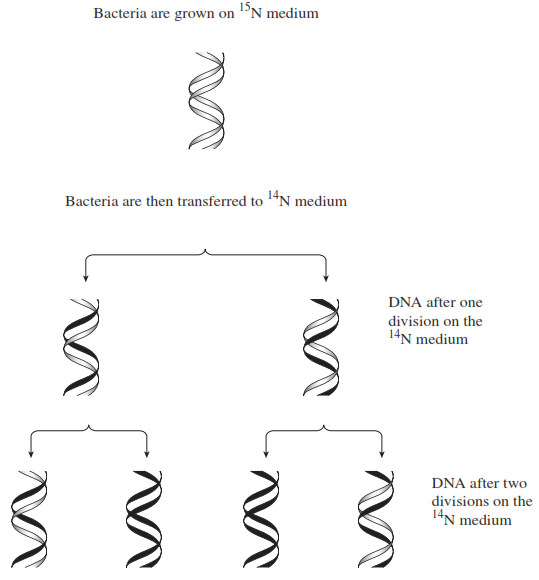 Bacteria are grown on ¹⁵N medium
Bacteria are then transferred to ¹⁴N medium
DNA after one
division on the
¹⁴N medium
DNA after two
divisions on the
¹⁴N medium